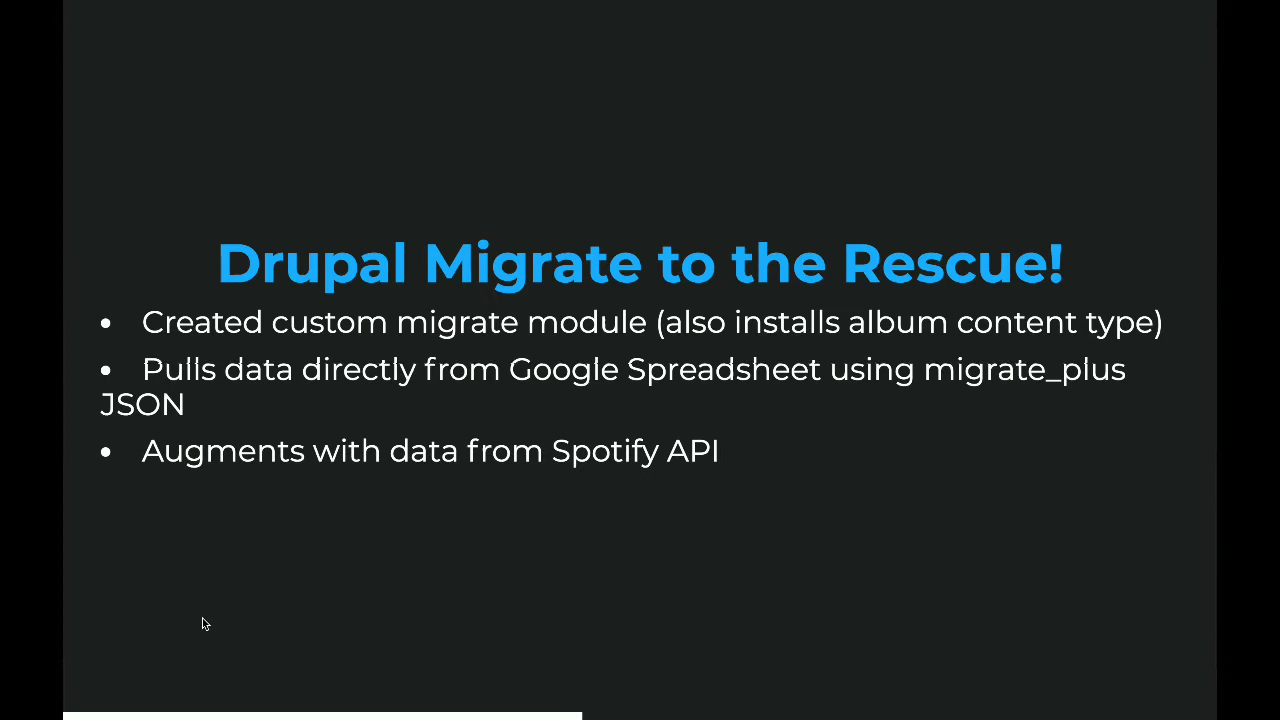 Drupal Migrate to the Rescue!
• Created custom migrate module (also installs album content type)
• Pulls data directly from Google Spreadsheet using migrate_plus
JSON
• Augments with data from Spotify API